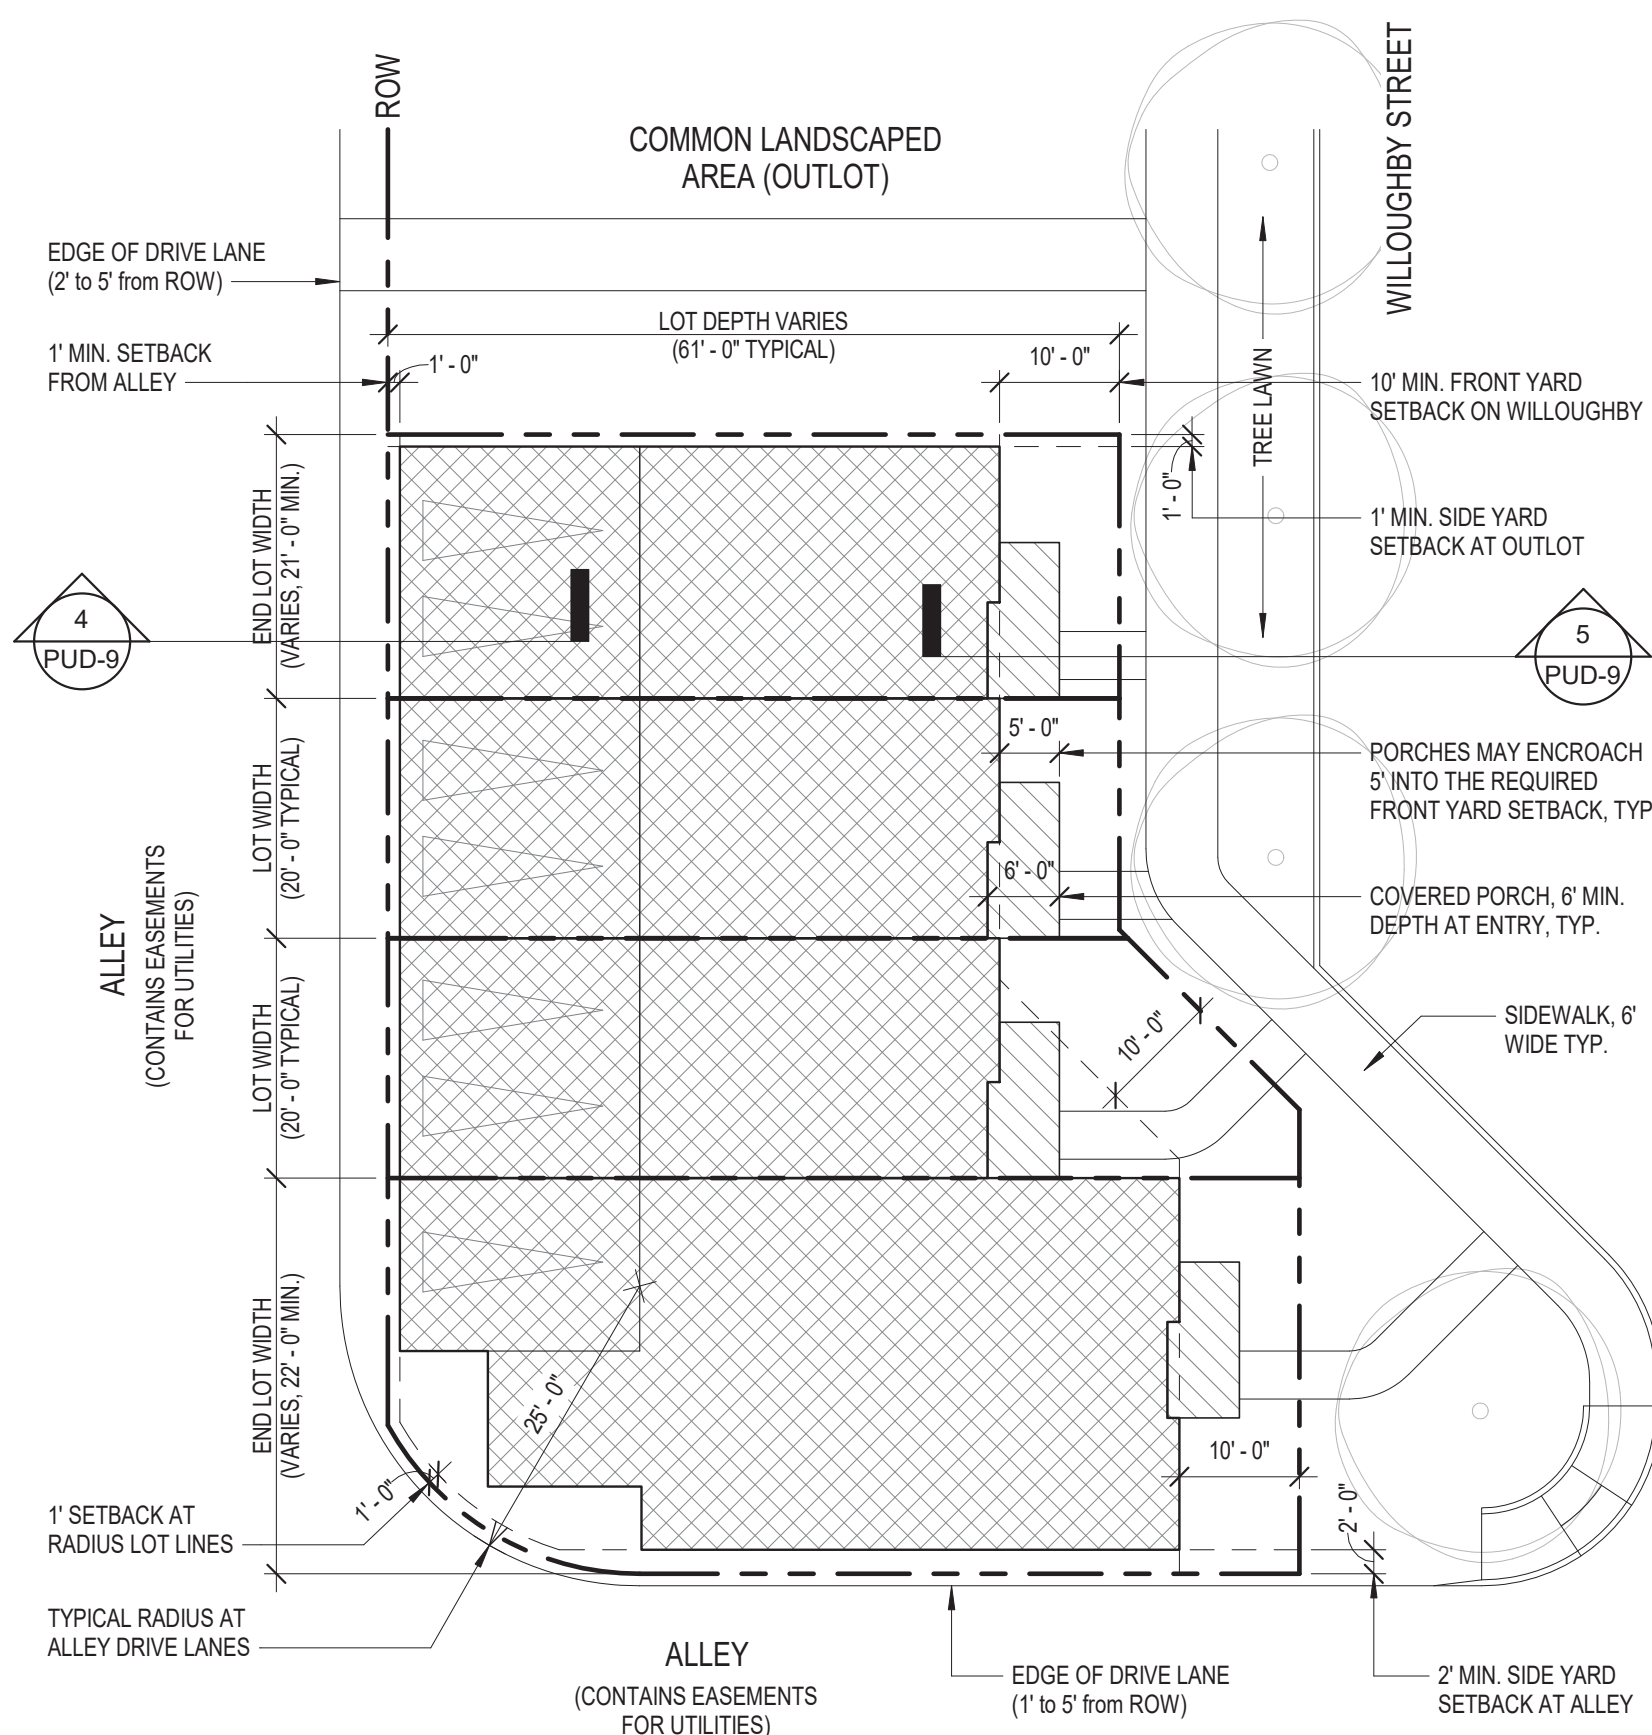 ROW
COMMON LANDSCAPED
AREA (OUTLOT)
WILLOUGHBY STREET
EDGE OF DRIVE LANE
(2' to 5' from ROW)
LOT DEPTH VARIES
(61' - 0" TYPICAL)
1' MIN. SETBACK
FROM ALLEY
1' - 0"
10' - 0"
TREE LAWN
10' MIN. FRONT YARD
SETBACK ON WILLOUGHBY
1' - 0"
1' MIN. SIDE YARD
SETBACK AT OUTLOT
END LOT WIDTH
(VARIES, 21' - 0" MIN.)
4
PUD-9
5
PUD-9
5' - 0"
PORCHES MAY ENCROACH
5' INTO THE REQUIRED
FRONT YARD SETBACK, TYP
LOT WIDTH
(20' - 0" TYPICAL)
6' - 0"
COVERED PORCH, 6' MIN.
DEPTH AT ENTRY, TYP.
ALLEY
(CONTAINS EASEMENTS
FOR UTILITIES)
LOT WIDTH
(20' - 0" TYPICAL)
10' - 0"
SIDEWALK, 6'
WIDE TYP.
END LOT WIDTH
(VARIES, 22' - 0" MIN.)
25' - 0"
10' - 0"
1' - 0"
2' - 0"
1' SETBACK AT
RADIUS LOT LINES
TYPICAL RADIUS AT
ALLEY DRIVE LANES
ALLEY
(CONTAINS EASEMENTS
FOR UTILITIES)
EDGE OF DRIVE LANE
(1' to 5' from ROW)
2' MIN. SIDE YARD
SETBACK AT ALLEY